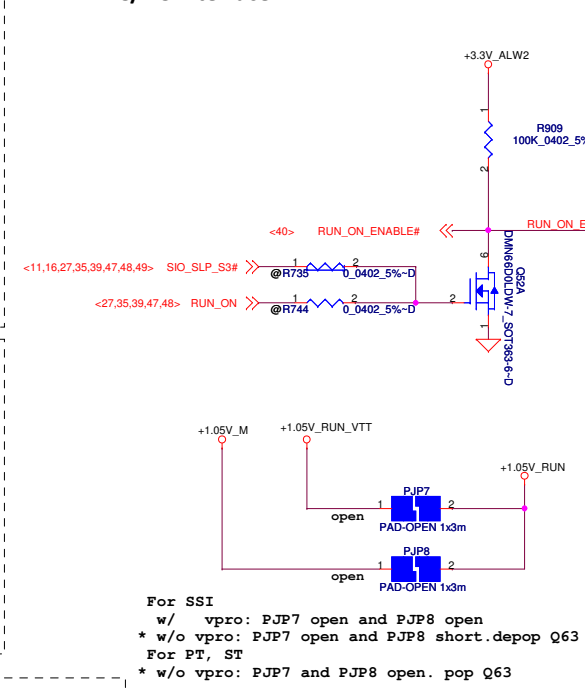 +3.3V_ALW2
1
R909
100K_0402_5%
2
<40> RUN_ON_ENABLE#
RUN_ON_E
<11,16,27,35,39,47,48,49> SIO_SLP_S3#
1
2
@R735
0_0402_5%~D
<27,35,39,47,48> RUN_ON
1
2
@R744
0_0402_5%~D
2
6
1
Q52A
DMN66D0LDW-7_SOT363-6~D
+1.05V_M
+1.05V_RUN_VTT
+1.05V_RUN
PJP7
1
2
open
PAD-OPEN 1x3m
PJP8
1
2
open
PAD-OPEN 1x3m
For SSI
w/ vpro: PJP7 open and PJP8 open
* w/o vpro: PJP7 open and PJP8 short.depop Q63
For PT, ST
* w/o vpro: PJP7 and PJP8 open. pop Q63